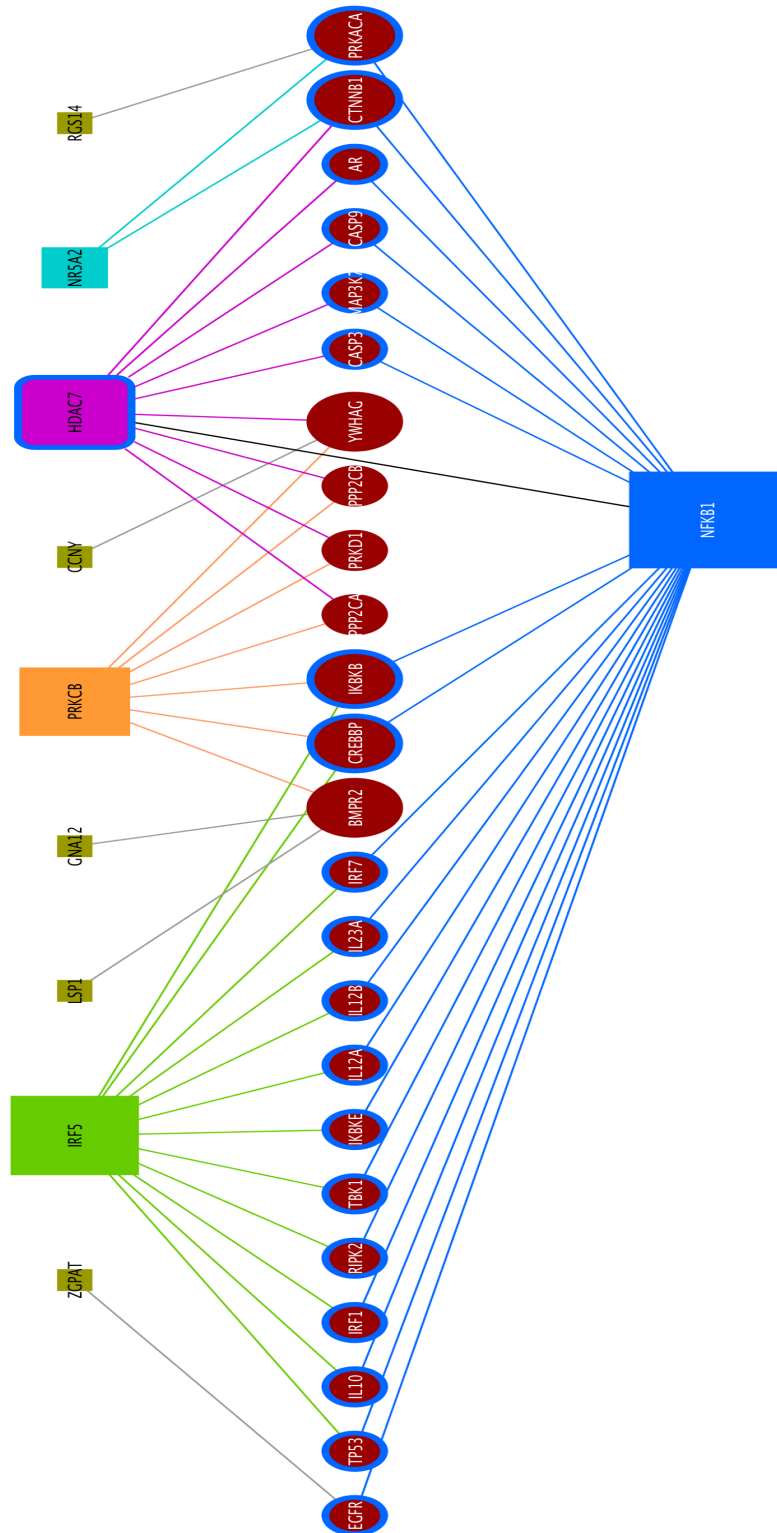 RGS14
NR5A2
HDAC7
CCNY
PRKCB
GNA12
LSP1
IRF5
ZGPAT
PRKACA
CTNNB1
AR
CASP9
CASP3
YWHAG
PPP2CB
PRKD1
PPP2CA
IKBKB
CREBBP
BMPR2
IRF7
IL23A
IL12B
IL12A
IKBKE
TBK1
RIPK2
IRF1
IL10
TP53
EGFR
NFKB1